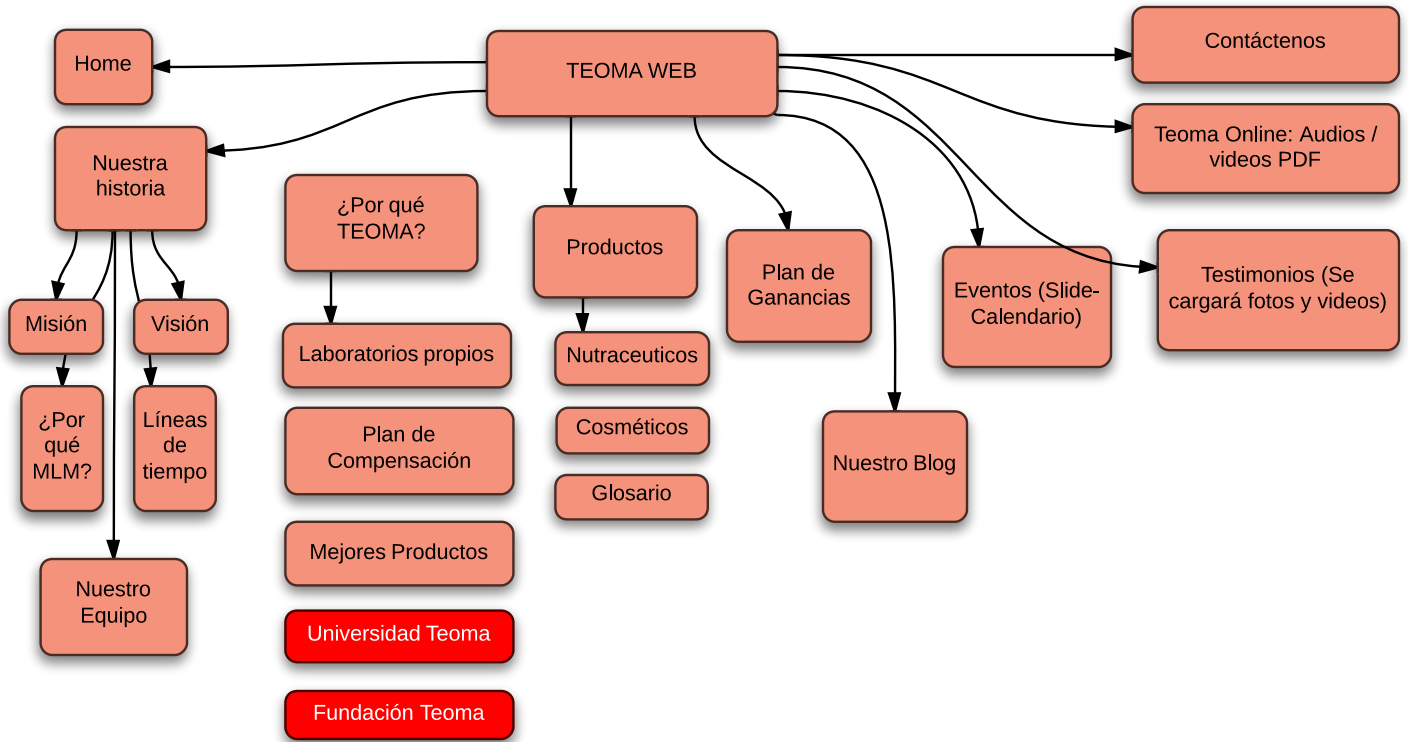 Home
TEOMA WEB
Contáctenos
Teoma Online: Audios /
videos PDF
Nuestra
historia
¿Por qué
TEOMA?
Productos
Plan de
Ganancias
Eventos (Slide-
Calendario)
Testimonios (Se
cargará fotos y videos)
Misión
Visión
Laboratorios propios
Nutraceuticos
¿Por
qué
MLM?
Líneas
de
tiempo
Plan de
Compensación
Cosméticos
Nuestro Blog
Glosario
Mejores Productos
Nuestro
Equipo
Universidad Teoma
Fundación Teoma